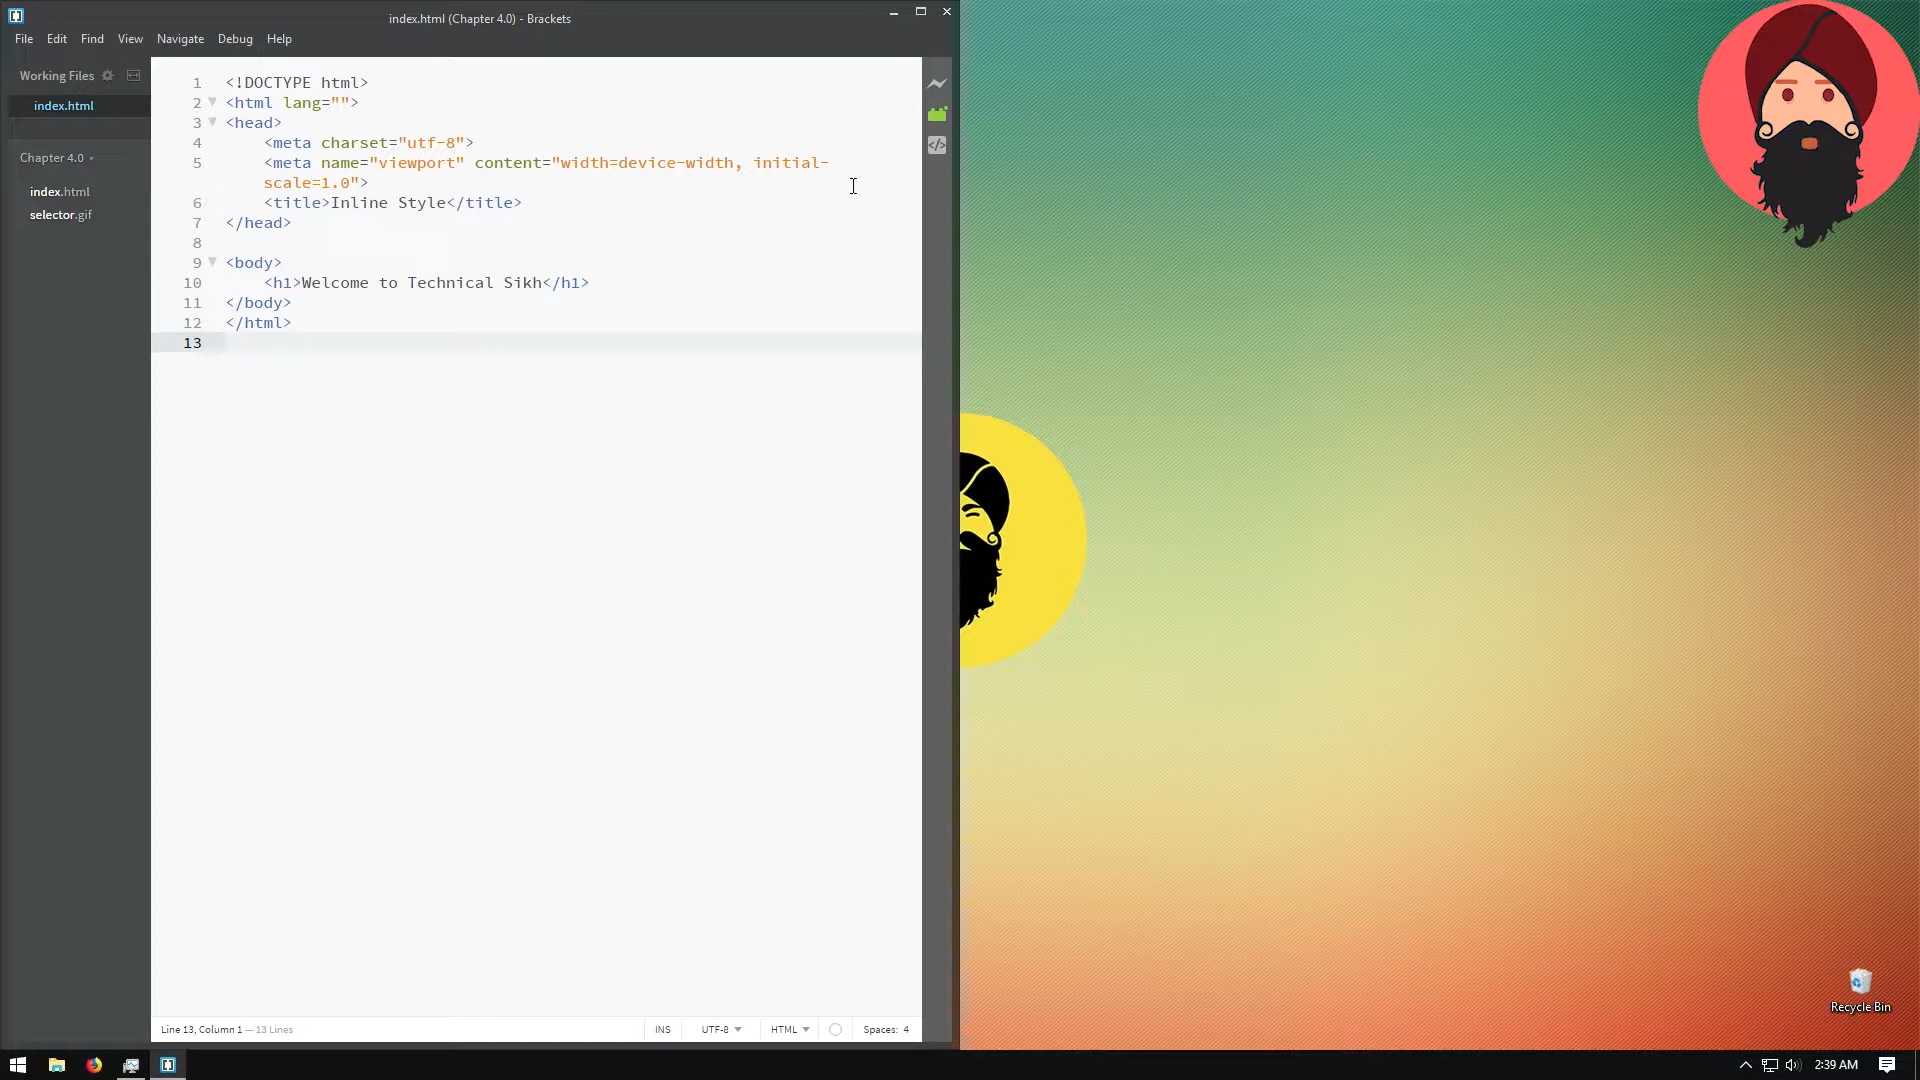 index.html (Chapter 4.0) - Brackets
File Edit Find View Navigate Debug Help
Working Files
index.html
Chapter 4.0
index.html
selector.gif
1 <!DOCTYPE html>
2 <html lang="">
3 <head>
4 <meta charset="utf-8">
5 <meta name="viewport" content="width=device-width, initial-
scale=1.0">
6 <title>Inline Style</title>
7 </head>
8
9 <body>
10 <h1>Welcome to Technical Sikh</h1>
11 </body>
12 </html>
13
Line 13, Column 1 — 13 Lines INS UTF-8 HTML Spaces: 4
Recycle Bin
2:39 AM